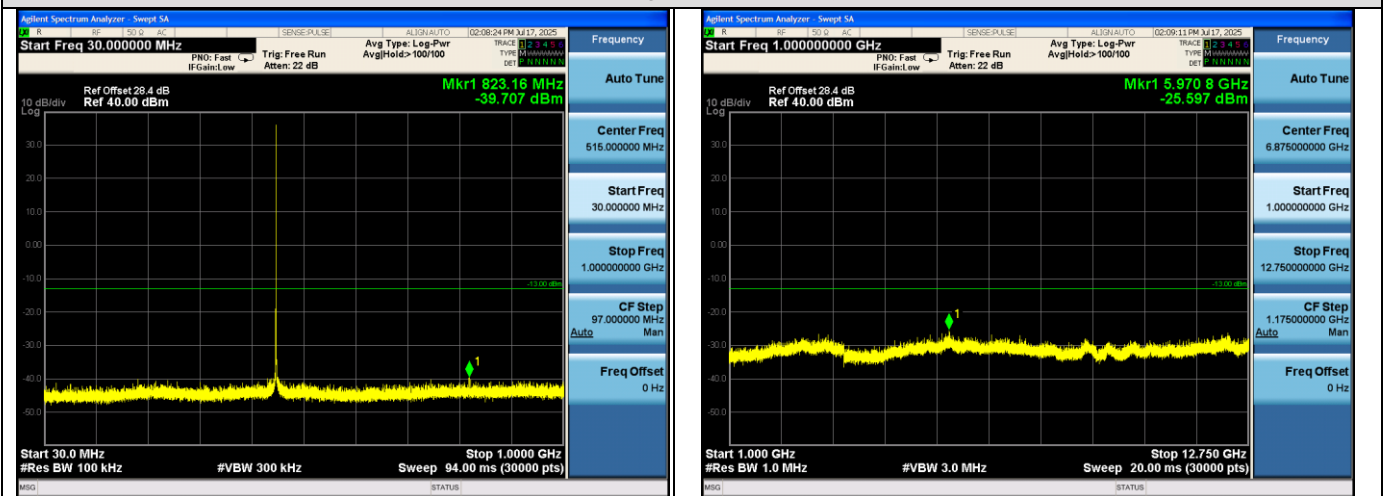 Agilent Spectrum Analyzer - Swept SA
R RF 50 Ω AC SENSE:PULSE ALIGNAUTO 02:08:24 PM Jul 17, 2025
Start Freq 30.000000 MHz
PNO: Fast
IFGain:Low
Trig: Free Run
Atten: 22 dB
Avg Type: Log-Pwr
Avg|Hold:>100/100
TRACE 1 2 3 4 5 6
TYPE M
DET P N N N N N
Mkr1 823.16 MHz
-39.707 dBm
Ref Offset 28.4 dB
10 dB/div Ref 40.00 dBm
Log
30.0
20.0
10.0
0.00
-10.0
-13.00 dBm
-20.0
-30.0
1
-40.0
-50.0
Start 30.0 MHz Stop 1.0000 GHz
#Res BW 100 kHz #VBW 300 kHz Sweep 94.00 ms (30000 pts)
MSG STATUS
Frequency
Auto Tune
Center Freq
515.000000 MHz
Start Freq
30.000000 MHz
Stop Freq
1.000000000 GHz
CF Step
97.000000 MHz
Auto Man
Freq Offset
0 Hz
Agilent Spectrum Analyzer - Swept SA
R RF 50 Ω AC SENSE:PULSE ALIGNAUTO 02:09:11 PM Jul 17, 2025
Start Freq 1.000000000 GHz
PNO: Fast
IFGain:Low
Trig: Free Run
Atten: 22 dB
Avg Type: Log-Pwr
Avg|Hold:>100/100
TRACE 1 2 3 4 5 6
TYPE M
DET P N N N N N
Mkr1 5.970 8 GHz
-25.597 dBm
Ref Offset 28.4 dB
10 dB/div Ref 40.00 dBm
Log
30.0
20.0
10.0
0.00
-10.0
-13.00 dBm
-20.0
1
-30.0
-40.0
-50.0
Start 1.000 GHz Stop 12.750 GHz
#Res BW 1.0 MHz #VBW 3.0 MHz Sweep 20.00 ms (30000 pts)
MSG STATUS
Frequency
Auto Tune
Center Freq
6.875000000 GHz
Start Freq
1.000000000 GHz
Stop Freq
12.750000000 GHz
CF Step
1.175000000 GHz
Auto Man
Freq Offset
0 Hz